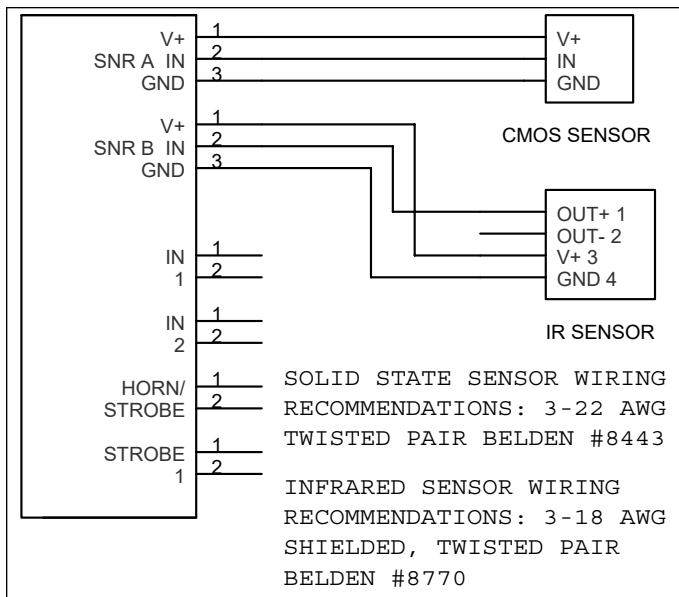 V+ 1
SNR A IN 2
GND 3
V+ 1
SNR B IN 2
GND 3
IN 1
1 2
IN 1
2 2
HORN/ 1
STROBE 2
STROBE 1
1 2
V+
IN
GND
CMOS SENSOR
OUT+ 1
OUT- 2
V+ 3
GND 4
IR SENSOR
SOLID STATE SENSOR WIRING
RECOMMENDATIONS: 3-22 AWG
TWISTED PAIR BELDEN #8443
INFRARED SENSOR WIRING
RECOMMENDATIONS: 3-18 AWG
SHIELDED, TWISTED PAIR
BELDEN #8770